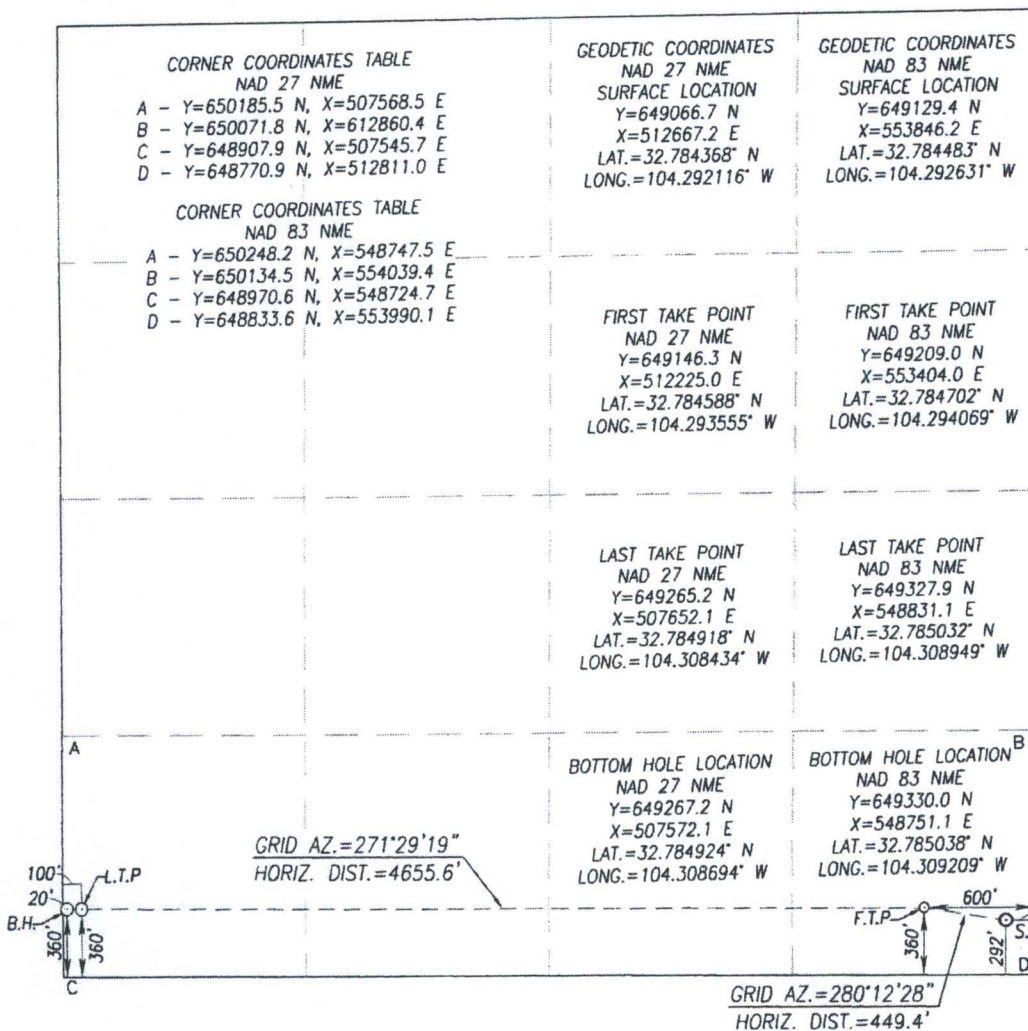 CORNER COORDINATES TABLE
NAD 27 NME
A - Y=650185.5 N, X=507568.5 E
B - Y=650071.8 N, X=612860.4 E
C - Y=648907.9 N, X=507545.7 E
D - Y=648770.9 N, X=512811.0 E
CORNER COORDINATES TABLE
NAD 83 NME
A - Y=650248.2 N, X=548747.5 E
B - Y=650134.5 N, X=554039.4 E
C - Y=648970.6 N, X=548724.7 E
D - Y=648833.6 N, X=553990.1 E
GEODETIC COORDINATES
NAD 27 NME
SURFACE LOCATION
Y=649066.7 N
X=512667.2 E
LAT.=32.784368° N
LONG.=104.292116° W
GEODETIC COORDINATES
NAD 83 NME
SURFACE LOCATION
Y=649129.4 N
X=553846.2 E
LAT.=32.784483° N
LONG.=104.292631° W
FIRST TAKE POINT
NAD 27 NME
Y=649146.3 N
X=512225.0 E
LAT.=32.784588° N
LONG.=104.293555° W
FIRST TAKE POINT
NAD 83 NME
Y=649209.0 N
X=553404.0 E
LAT.=32.784702° N
LONG.=104.294069° W
LAST TAKE POINT
NAD 27 NME
Y=649265.2 N
X=507652.1 E
LAT.=32.784918° N
LONG.=104.308434° W
LAST TAKE POINT
NAD 83 NME
Y=649327.9 N
X=548831.1 E
LAT.=32.785032° N
LONG.=104.308949° W
A
B
BOTTOM HOLE LOCATION
NAD 27 NME
Y=649267.2 N
X=507572.1 E
LAT.=32.784924° N
LONG.=104.308694° W
BOTTOM HOLE LOCATION
NAD 83 NME
Y=649330.0 N
X=548751.1 E
LAT.=32.785038° N
LONG.=104.309209° W
GRID AZ.=271°29'19"
HORIZ. DIST.=4655.6'
100'
L.T.P
20'
B.H.
360'
360'
F.T.P
600'
S.
360'
292'
C
D
GRID AZ.=280°12'28"
HORIZ. DIST.=449.4'